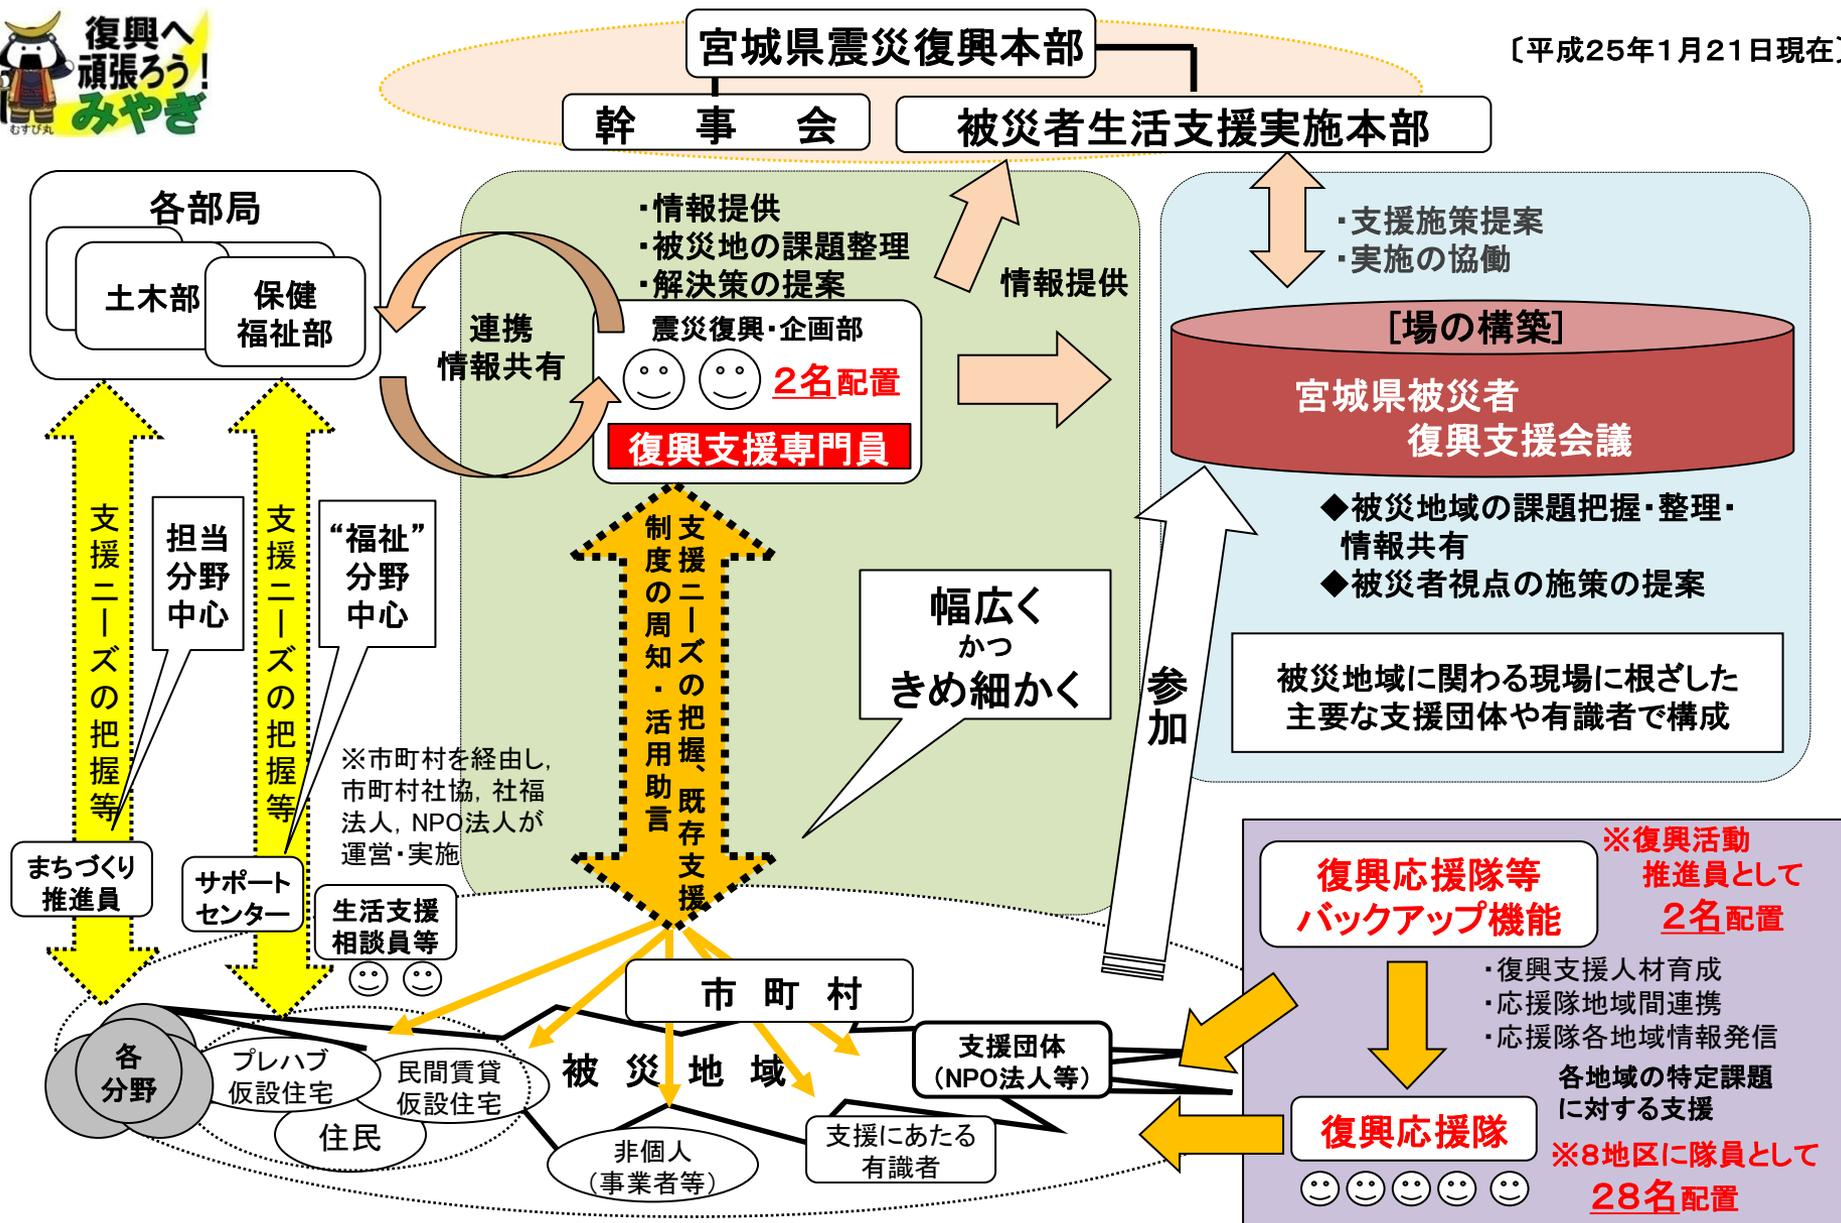 復興へ
頑張ろう！
みやぎ
むすび丸
宮城県震災復興本部
〔平成25年1月21日現在〕
幹　事　会
被災者生活支援実施本部
各部局
土木部
保健
福祉部
連携
情報共有
・情報提供
・被災地の課題整理
・解決策の提案
震災復興・企画部
2名配置
復興支援専門員
情報提供
・支援施策提案
・実施の協働
[場の構築]
宮城県被災者
復興支援会議
◆被災地域の課題把握・整理・
情報共有
◆被災者視点の施策の提案
被災地域に関わる現場に根ざした
主要な支援団体や有識者で構成
支援ニーズの把握等
担当
分野
中心
支援ニーズの把握等
“福祉”
分野
中心
支援ニーズの把握、既存支援
制度の周知・活用助言
幅広く
かつ
きめ細かく
参加
※市町村を経由し，
市町村社協，社福
法人，NPO法人が
運営・実施
まちづくり
推進員
サポート
センター
生活支援
相談員等
市　町　村
各
分野
プレハブ
仮設住宅
民間賃貸
仮設住宅
住民
被　災　地　域
非個人
（事業者等）
支援にあたる
有識者
支援団体
（NPO法人等）
復興応援隊等
バックアップ機能
※復興活動
推進員として
2名配置
・復興支援人材育成
・応援隊地域間連携
・応援隊各地域情報発信
各地域の特定課題
に対する支援
復興応援隊
※8地区に隊員として
28名配置